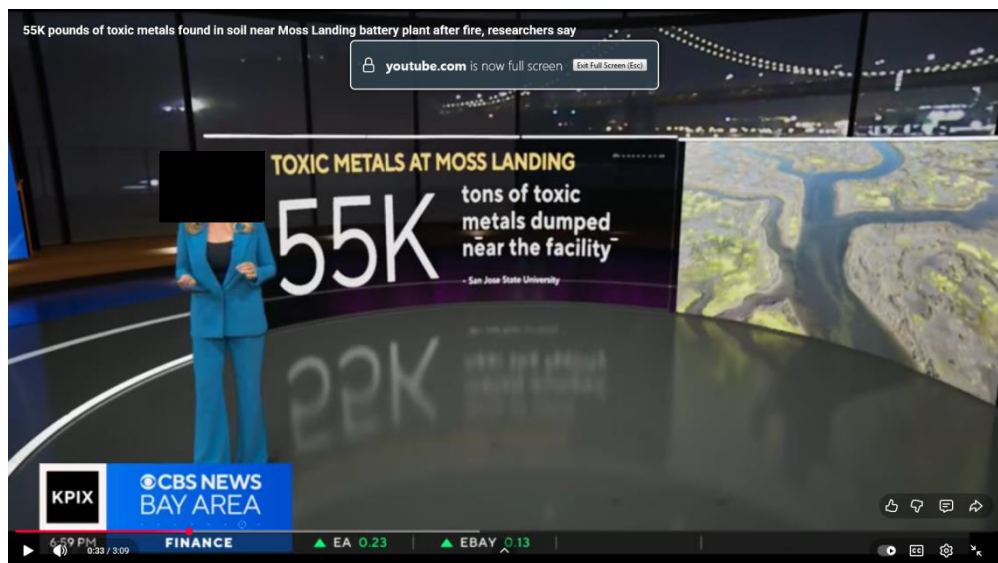 55K pounds of toxic metals found in soil near Moss Landing battery plant after fire, researchers say
youtube.com is now full screen Exit Full Screen (Esc)
TOXIC METALS AT MOSS LANDING
55K
tons of toxic
metals dumped
near the facility
- San Jose State University
KPIX
CBS NEWS
BAY AREA
6:59 PM
FINANCE
EA 0.23
EBAY 0.13
0:33 / 3:09
CC